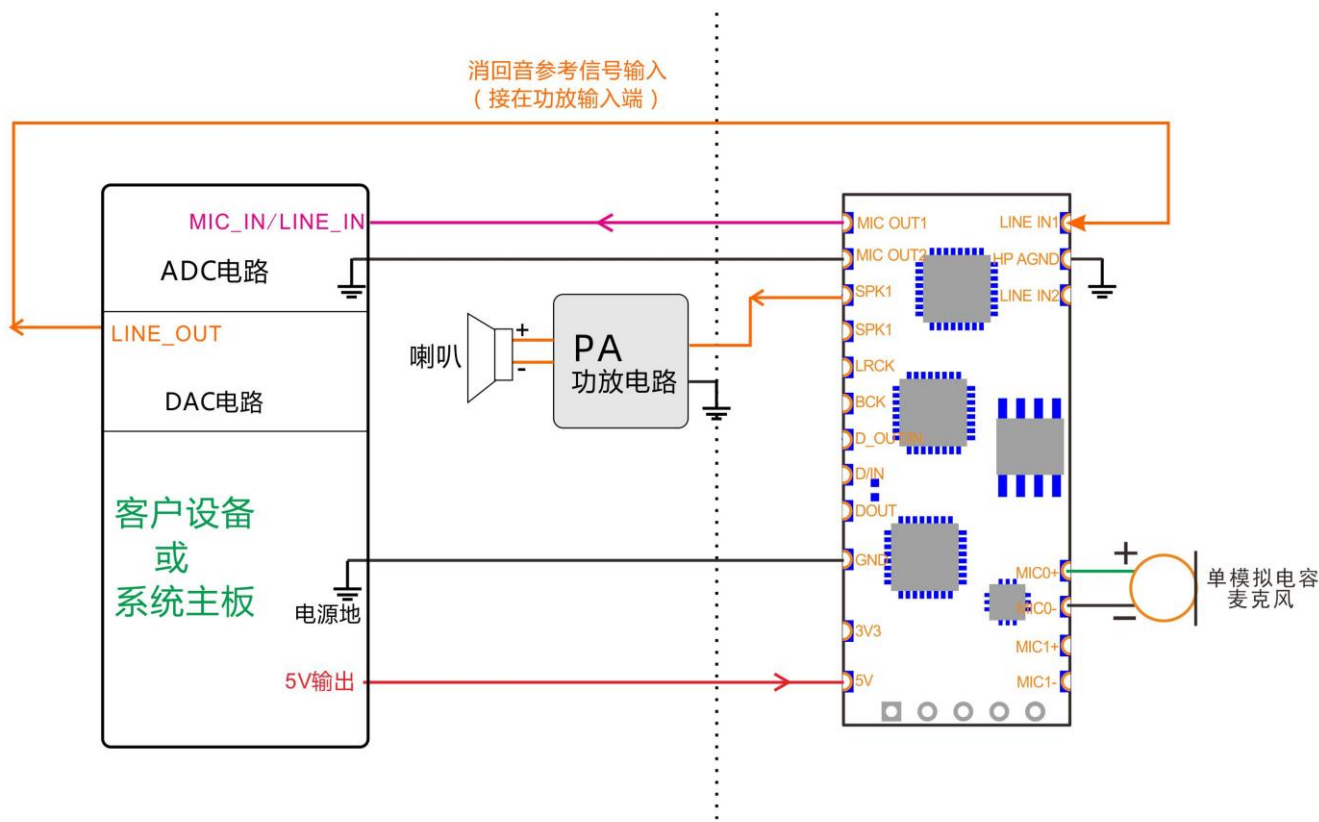 消回音参考信号输入
（接在功放输入端）
MIC_IN/LINE_IN
ADC电路
LINE_OUT
DAC电路
客户设备
或
系统主板
电源地
5V输出
喇叭
+
-
PA
功放电路
MIC OUT1
MIC OUT2
SPK1
SPK1
LRCK
BCK
D_OUT/IN
D/IN
DOUT
GND
3V3
5V
LINE IN1
HP AGND
LINE IN2
MIC0+
MIC0-
MIC1+
MIC1-
+
−
单模拟电容
麦克风